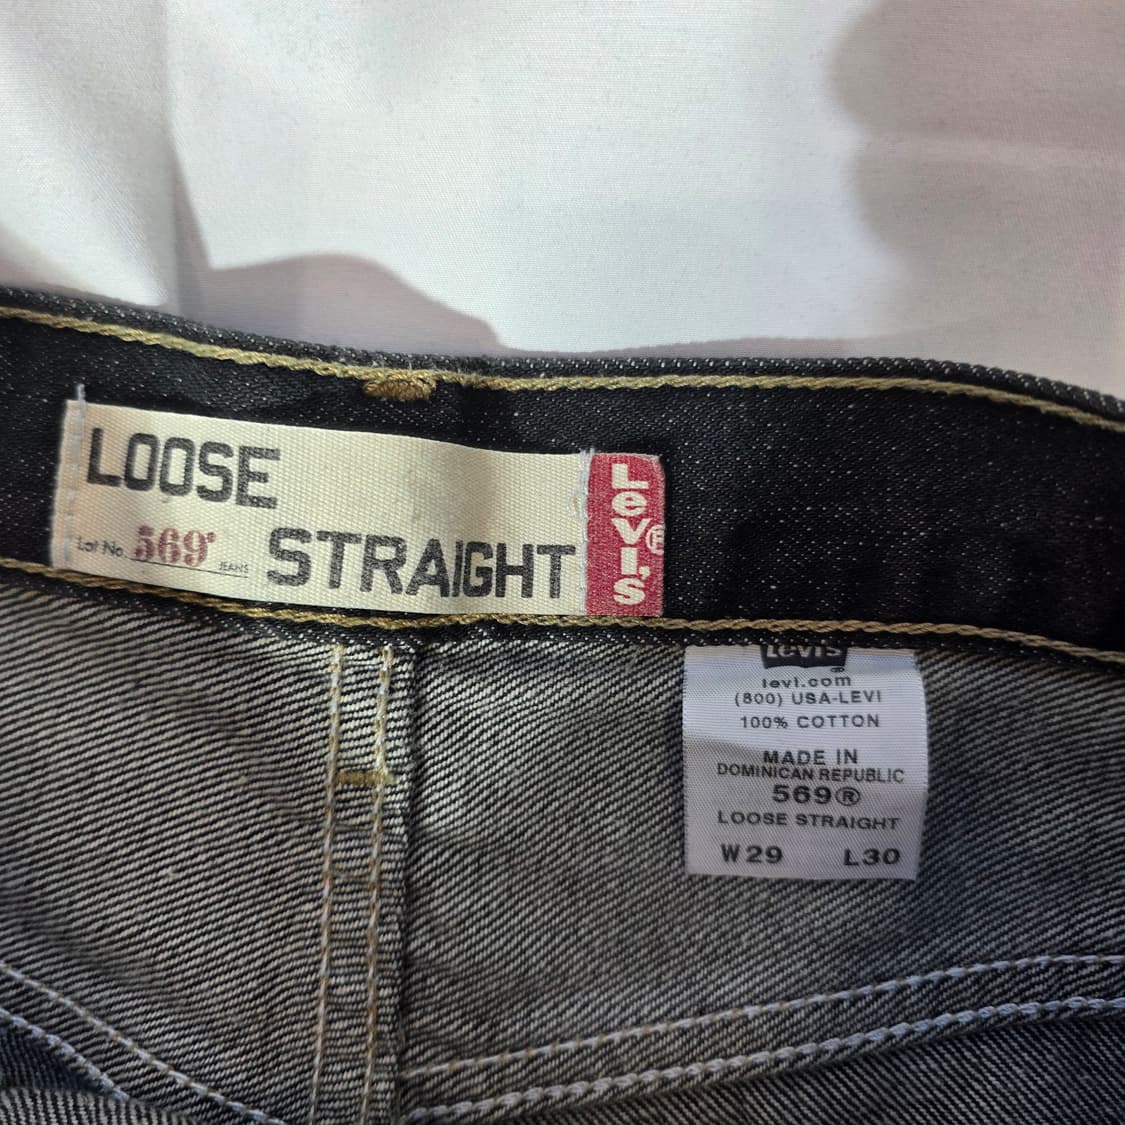 LOOSE
Lot No. 569® JEANS
STRAIGHT
LEVI'S®
LEVI'S
levi.com
(800) USA-LEVI
100% COTTON
MADE IN
DOMINICAN REPUBLIC
569®
LOOSE STRAIGHT
W29 L30